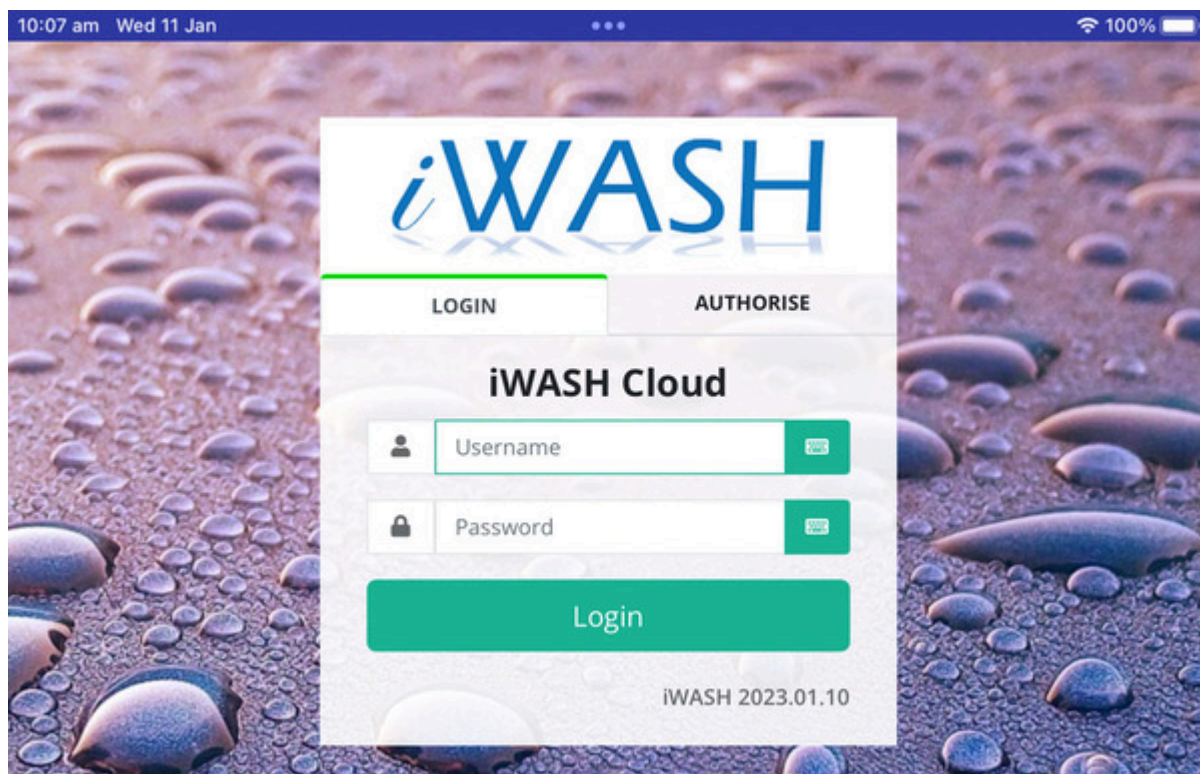 10:07 am Wed 11 Jan
100%
iWASH
LOGIN AUTHORISE
iWASH Cloud
Username
Password
Login
iWASH 2023.01.10